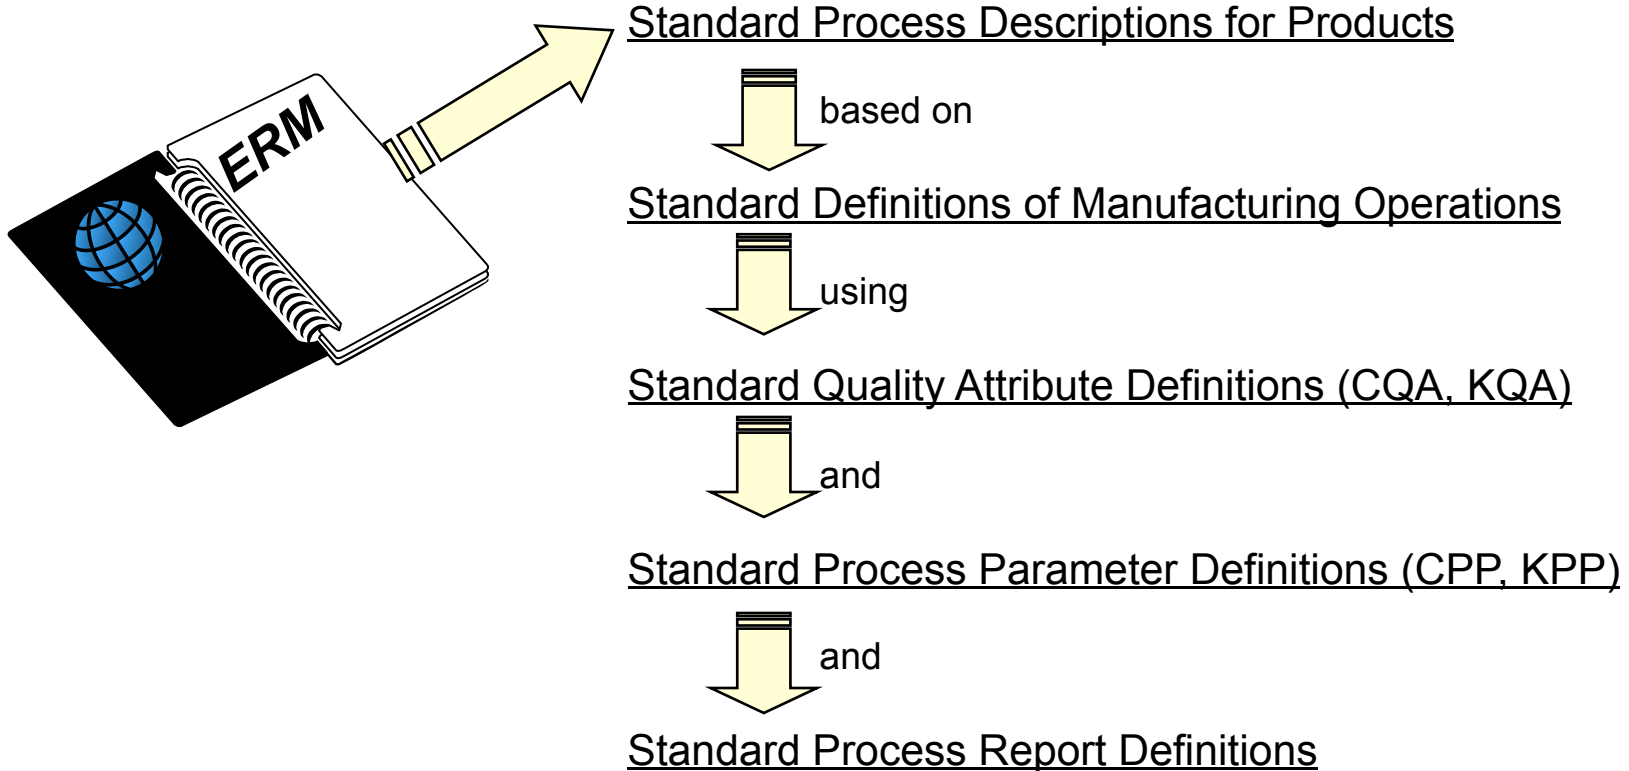 Standard Process Descriptions for Products
based on
ERM
Standard Definitions of Manufacturing Operations
using
Standard Quality Attribute Definitions (CQA, KQA)
and
Standard Process Parameter Definitions (CPP, KPP)
and
Standard Process Report Definitions